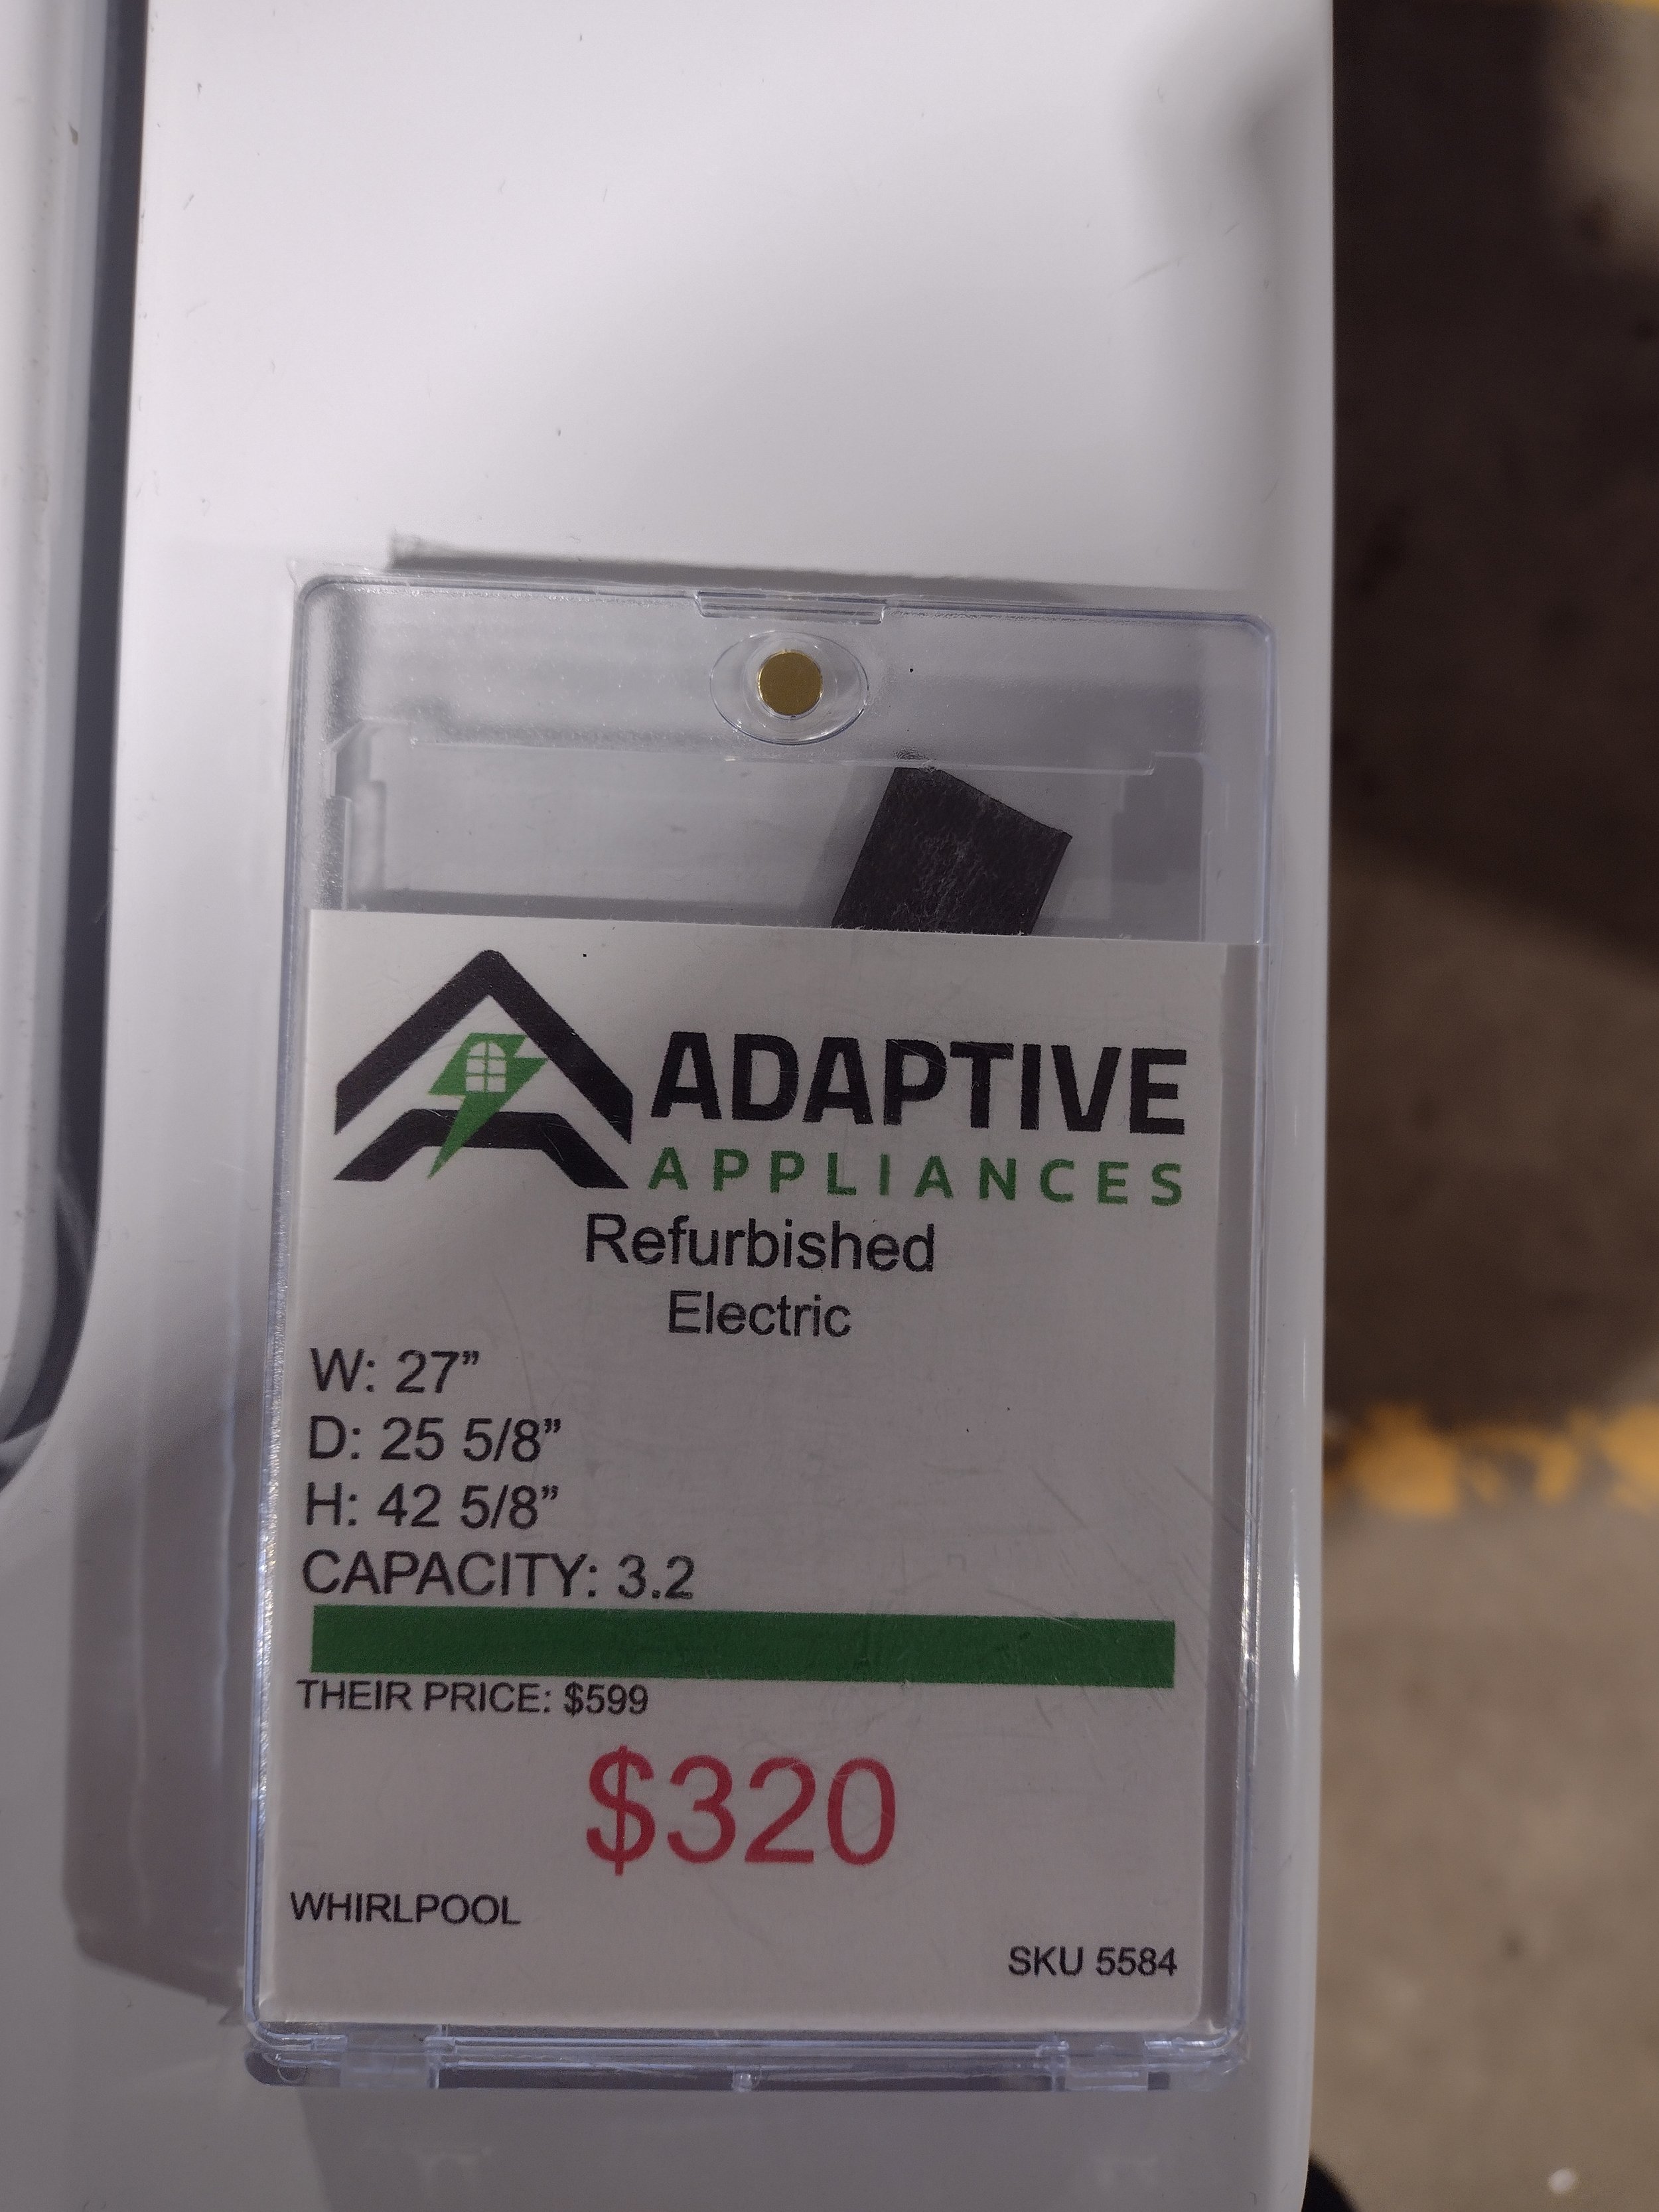 ADAPTIVE
APPLIANCES
Refurbished
Electric
W: 27”
D: 25 5/8”
H: 42 5/8”
CAPACITY: 3.2
THEIR PRICE: $599
$320
WHIRLPOOL
SKU 5584